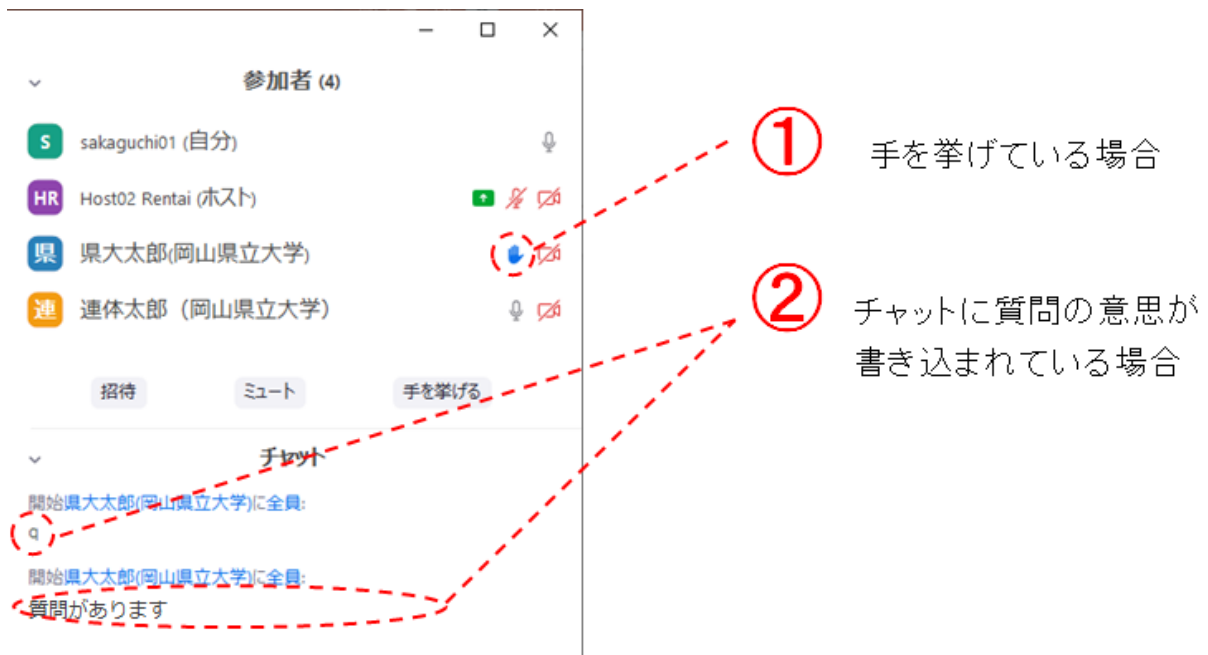 参加者 (4)
S sakaguchi01 (自分)
HR Host02 Rentai (ホスト)
県 県大太郎(岡山県立大学)
連 連体太郎（岡山県立大学）
招待 ミュート 手を挙げる
チャット
開始県大太郎(岡山県立大学)に全員:
q
開始県大太郎(岡山県立大学)に全員:
質問があります
① 手を挙げている場合
② チャットに質問の意思が
書き込まれている場合